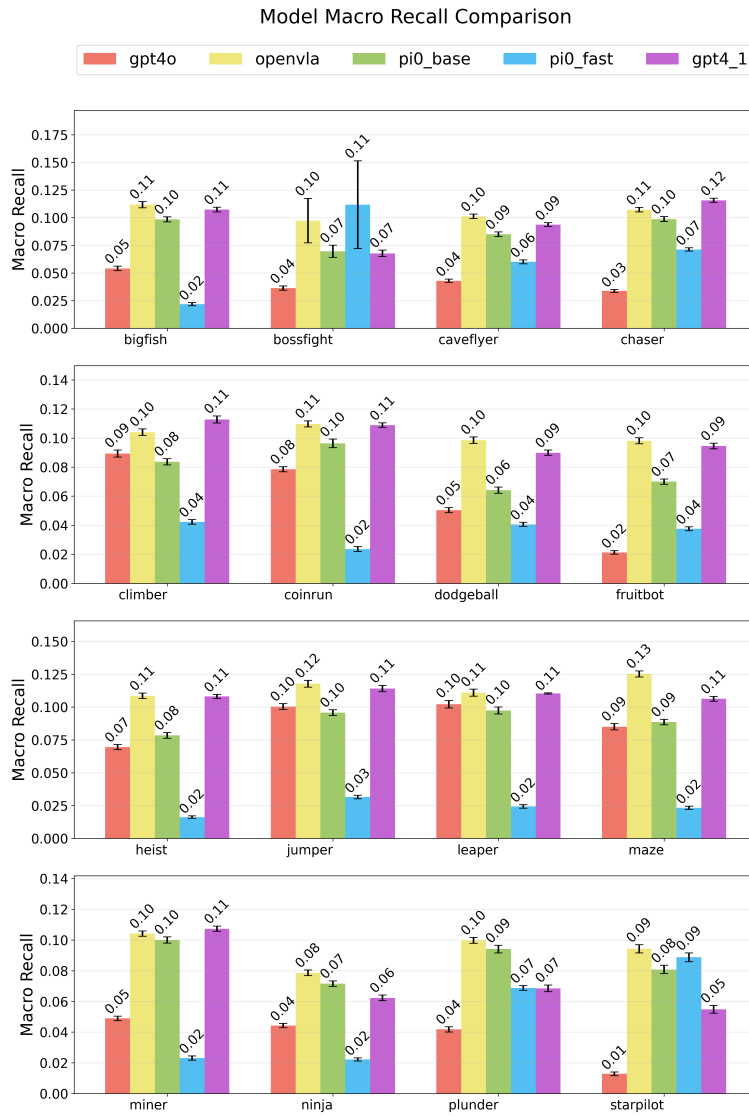 Model Macro Recall Comparison
gpt4o openvla pi0_base pi0_fast gpt4_1
Macro Recall
0.175
0.150
0.125
0.100
0.075
0.050
0.025
0.000
0.05 0.11 0.10 0.02 0.11
0.04 0.10 0.07 0.11 0.07
0.04 0.10 0.09 0.06 0.09
0.03 0.11 0.10 0.07 0.12
bigfish bossfight caveflyer chaser
Macro Recall
0.14
0.12
0.10
0.08
0.06
0.04
0.02
0.00
0.09 0.10 0.08 0.04 0.11
0.08 0.11 0.10 0.02 0.11
0.05 0.10 0.06 0.04 0.09
0.02 0.10 0.07 0.04 0.09
climber coinrun dodgeball fruitbot
Macro Recall
0.150
0.125
0.100
0.075
0.050
0.025
0.000
0.07 0.11 0.08 0.02 0.11
0.10 0.12 0.10 0.03 0.11
0.10 0.11 0.10 0.02 0.11
0.09 0.13 0.09 0.02 0.11
heist jumper leaper maze
Macro Recall
0.14
0.12
0.10
0.08
0.06
0.04
0.02
0.00
0.05 0.10 0.10 0.02 0.11
0.04 0.08 0.07 0.02 0.06
0.04 0.10 0.09 0.07 0.07
0.01 0.09 0.08 0.09 0.05
miner ninja plunder starpilot